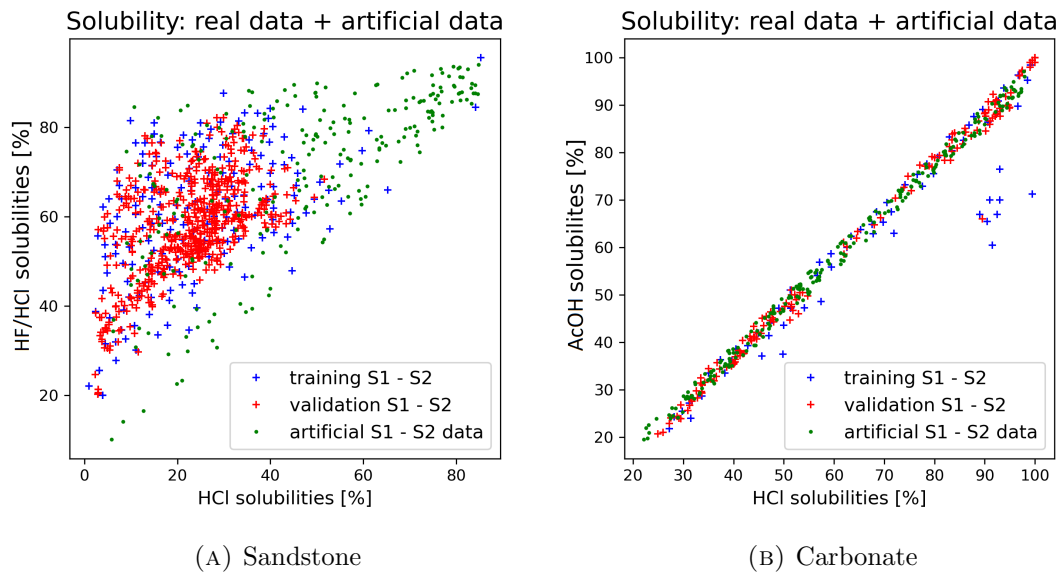 Solubility: real data + artificial data
HF/HCl solubilities [%]
80
60
40
20
training S1 - S2
validation S1 - S2
artificial S1 - S2 data
0 20 40 60 80
HCl solubilities [%]
(A) Sandstone
Solubility: real data + artificial data
AcOH solubilites [%]
100
90
80
70
60
50
40
30
20
training S1 - S2
validation S1 - S2
artificial S1 - S2 data
20 30 40 50 60 70 80 90 100
HCl solubilities [%]
(B) Carbonate